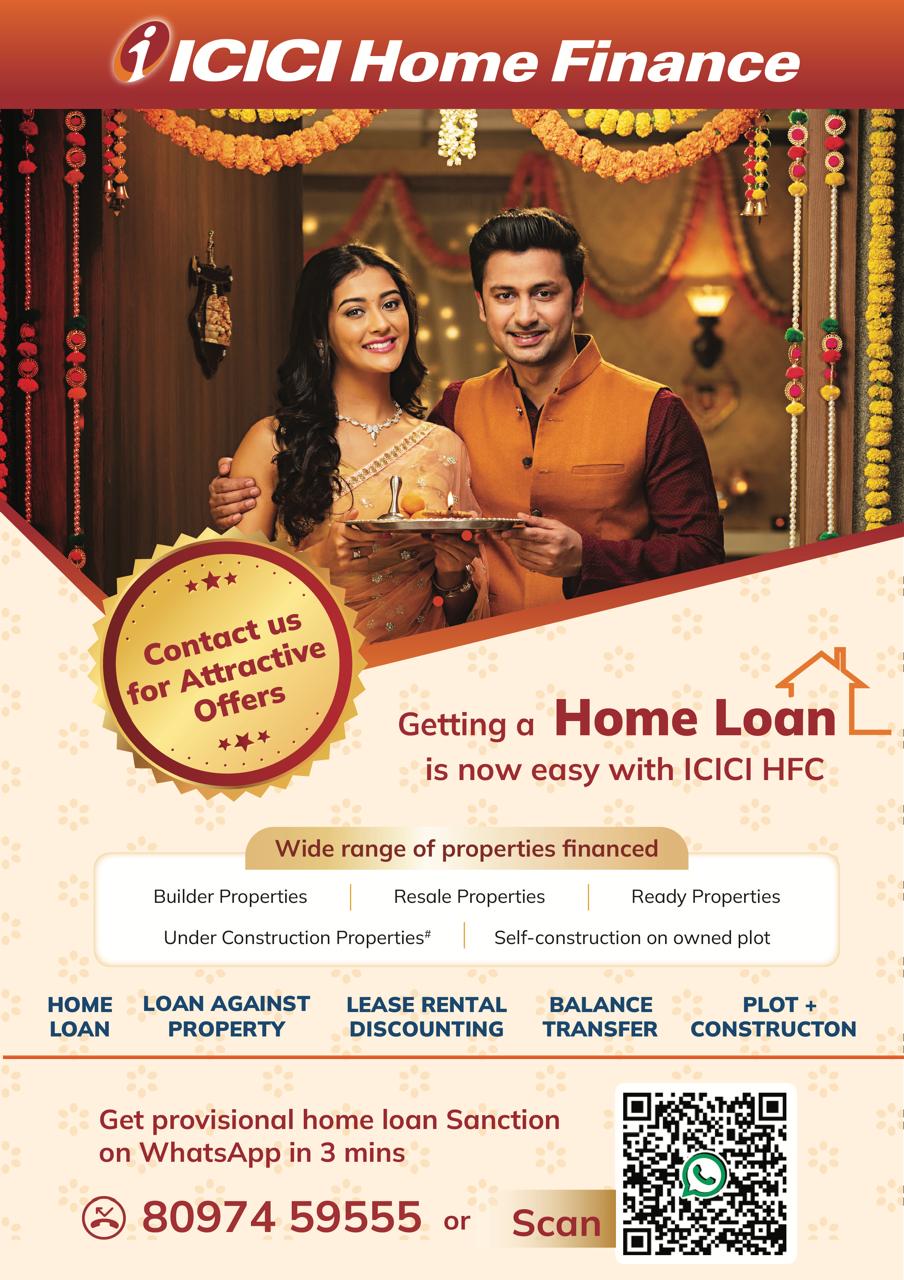 ICICI Home Finance
Contact us
for Attractive
Offers
Getting a Home Loan
is now easy with ICICI HFC
Wide range of properties financed
Builder Properties | Resale Properties | Ready Properties
Under Construction Properties# | Self-construction on owned plot
HOME
LOAN
LOAN AGAINST
PROPERTY
LEASE RENTAL
DISCOUNTING
BALANCE
TRANSFER
PLOT +
CONSTRUCTON
Get provisional home loan Sanction
on WhatsApp in 3 mins
80974 59555 or Scan